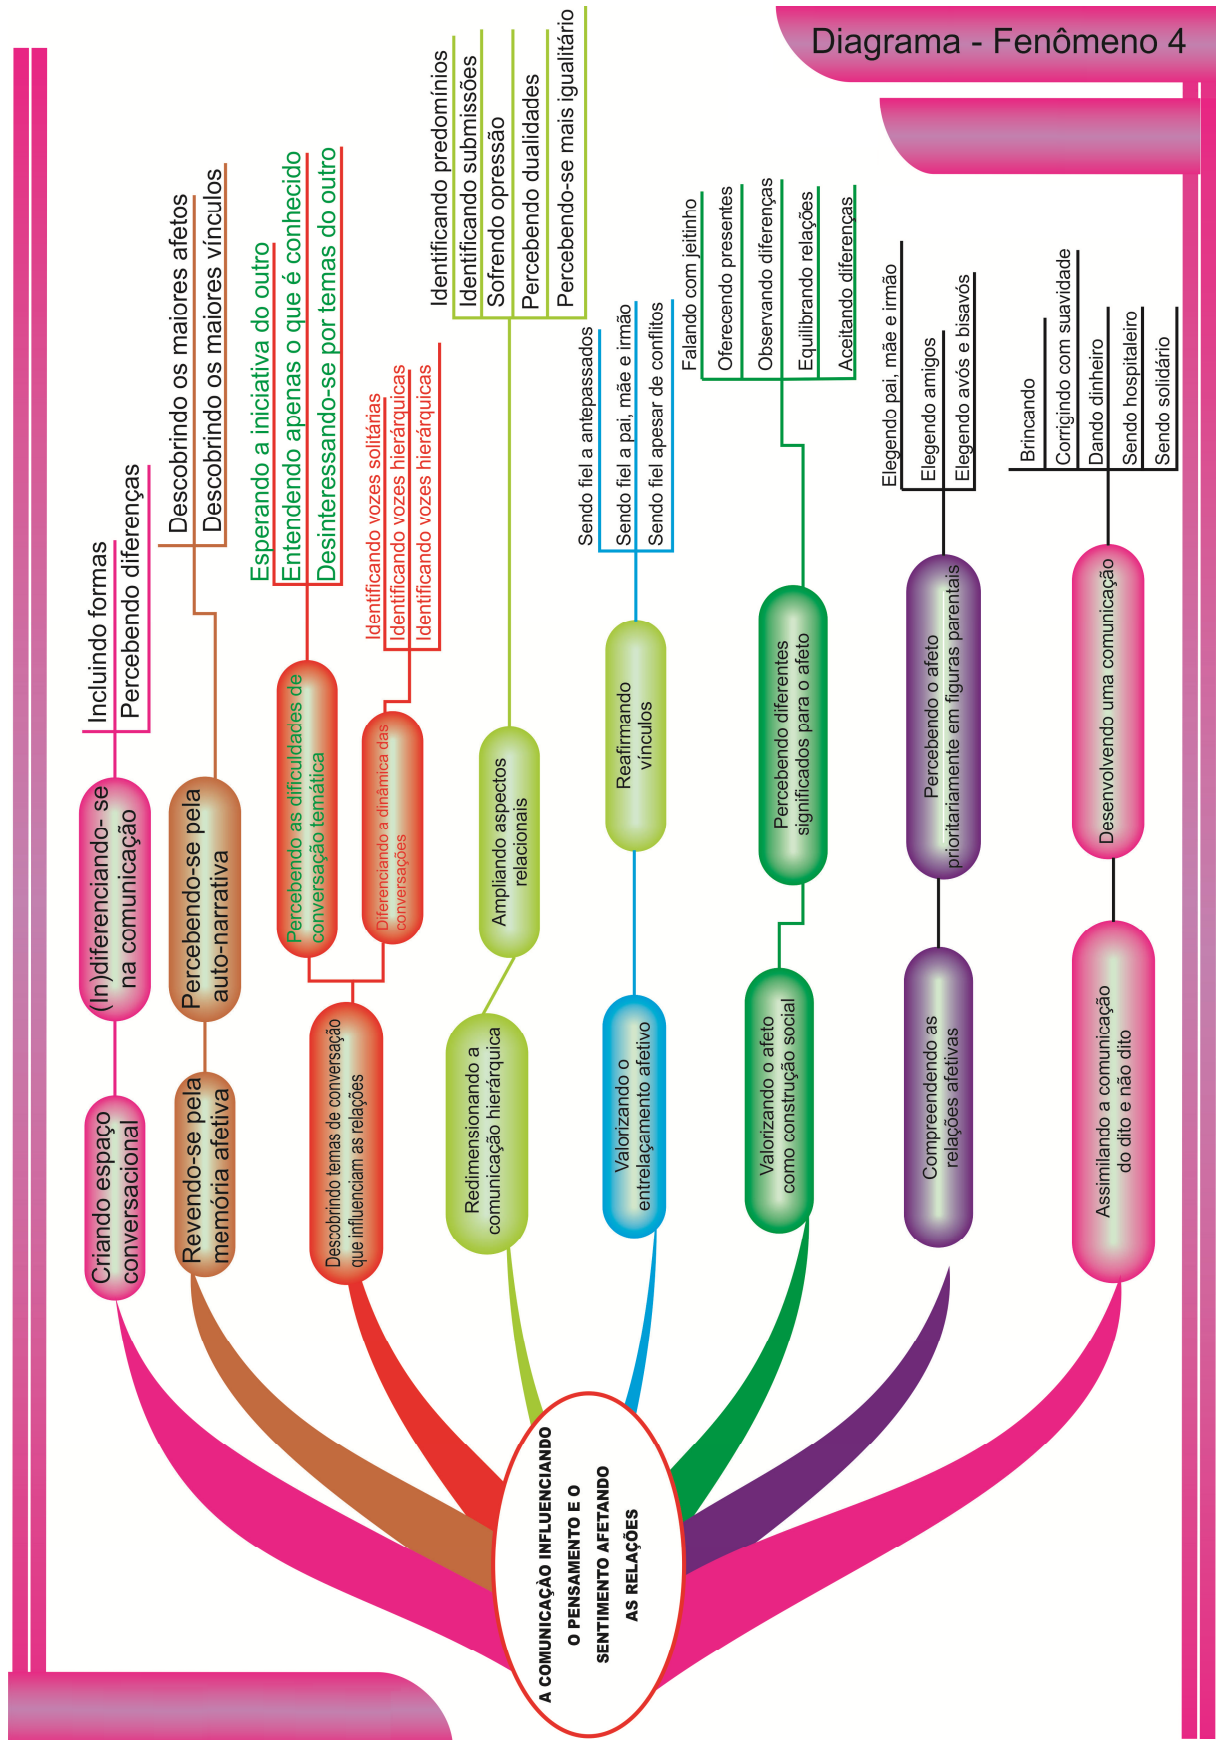 Diagrama - Fenômeno 4
A COMUNICAÇÀO INFLUENCIANDO
O PENSAMENTO E O
SENTIMENTO AFETANDO
AS RELAÇÕES
Criando espaço
conversacional
(In)diferenciando- se
na comunicação
Incluindo formas
Percebendo diferenças
Revendo-se pela
memória afetiva
Percebendo-se pela
auto-narrativa
Descobrindo os maiores afetos
Descobrindo os maiores vínculos
Descobrindo temas de conversação
que influenciam as relações
Percebendo as dificuldades de
conversação temática
Esperando a iniciativa do outro
Entendendo apenas o que é conhecido
Desinteressando-se por temas do outro
Diferenciando a dinâmica das
conversações
Identificando vozes solitárias
Identificando vozes hierárquicas
Identificando vozes hierárquicas
Redimensionando a
comunicação hierárquica
Ampliando aspectos
relacionais
Identificando predomínios
Identificando submissões
Sofrendo opressão
Percebendo dualidades
Percebendo-se mais igualitário
Valorizando o
entrelaçamento afetivo
Reafirmando
vínculos
Sendo fiel a antepassados
Sendo fiel a pai, mãe e irmão
Sendo fiel apesar de conflitos
Valorizando o afeto
como construção social
Percebendo diferentes
significados para o afeto
Falando com jeitinho
Oferecendo presentes
Observando diferenças
Equilibrando relações
Aceitando diferenças
Compreendendo as
relações afetivas
Percebendo o afeto
prioritariamente em figuras parentais
Elegendo pai, mãe e irmão
Elegendo amigos
Elegendo avós e bisavós
Assimilando a comunicação
do dito e não dito
Desenvolvendo uma comunicação
Brincando
Corrigindo com suavidade
Dando dinheiro
Sendo hospitaleiro
Sendo solidário